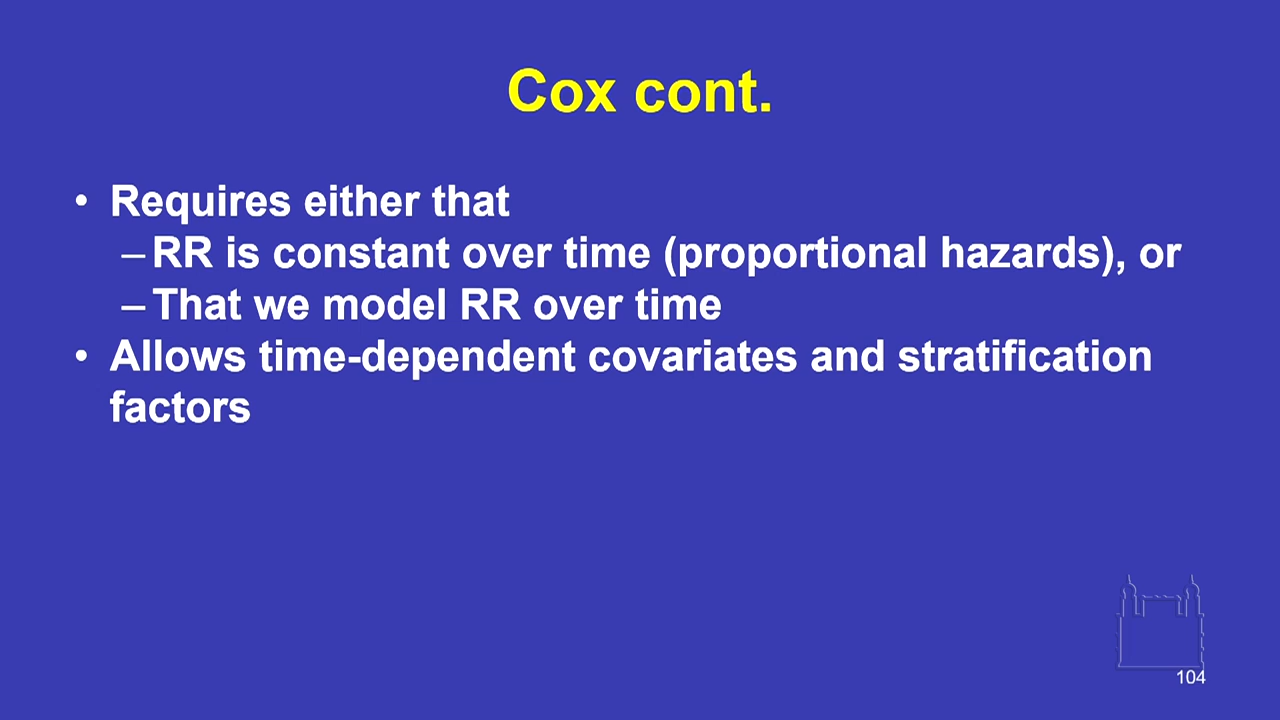 Cox cont.
• Requires either that
– RR is constant over time (proportional hazards), or
– That we model RR over time
• Allows time-dependent covariates and stratification
factors
104